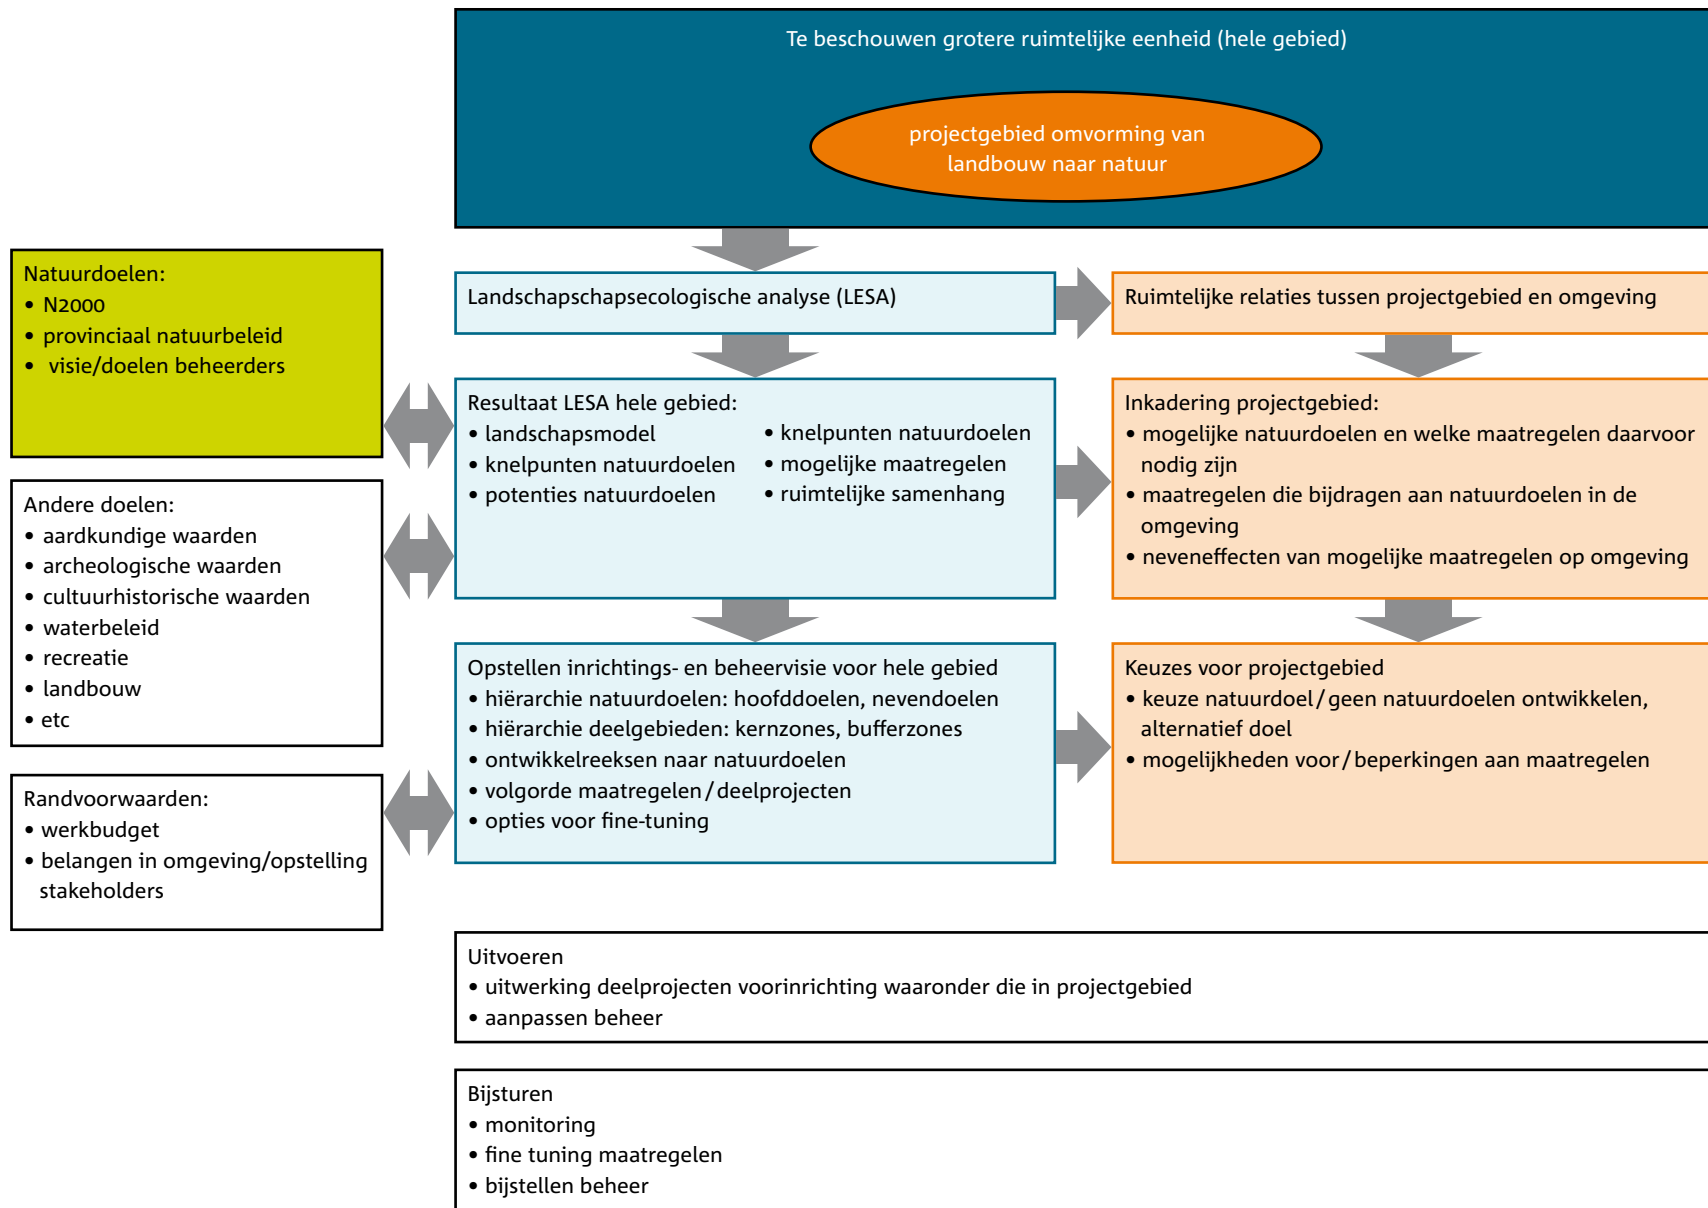 Te beschouwen grotere ruimtelijke eenheid (hele gebied)
projectgebied omvorming van
landbouw naar natuur
Natuurdoelen:
• N2000
• provinciaal natuurbeleid
• visie/doelen beheerders
Andere doelen:
• aardkundige waarden
• archeologische waarden
• cultuurhistorische waarden
• waterbeleid
• recreatie
• landbouw
• etc
Randvoorwaarden:
• werkbudget
• belangen in omgeving/opstelling
stakeholders
Landschapschapsecologische analyse (LESA)
Resultaat LESA hele gebied:
• landschapsmodel
• knelpunten natuurdoelen
• potenties natuurdoelen
• knelpunten natuurdoelen
• mogelijke maatregelen
• ruimtelijke samenhang
Opstellen inrichtings- en beheervisie voor hele gebied
• hiërarchie natuurdoelen: hoofddoelen, nevendoelen
• hiërarchie deelgebieden: kernzones, bufferzones
• ontwikkelreeksen naar natuurdoelen
• volgorde maatregelen/deelprojecten
• opties voor fine-tuning
Ruimtelijke relaties tussen projectgebied en omgeving
Inkadering projectgebied:
• mogelijke natuurdoelen en welke maatregelen daarvoor
nodig zijn
• maatregelen die bijdragen aan natuurdoelen in de
omgeving
• neveneffecten van mogelijke maatregelen op omgeving
Keuzes voor projectgebied
• keuze natuurdoel/geen natuurdoelen ontwikkelen,
alternatief doel
• mogelijkheden voor/beperkingen aan maatregelen
Uitvoeren
• uitwerking deelprojecten voorinrichting waaronder die in projectgebied
• aanpassen beheer
Bijsturen
• monitoring
• fine tuning maatregelen
• bijstellen beheer